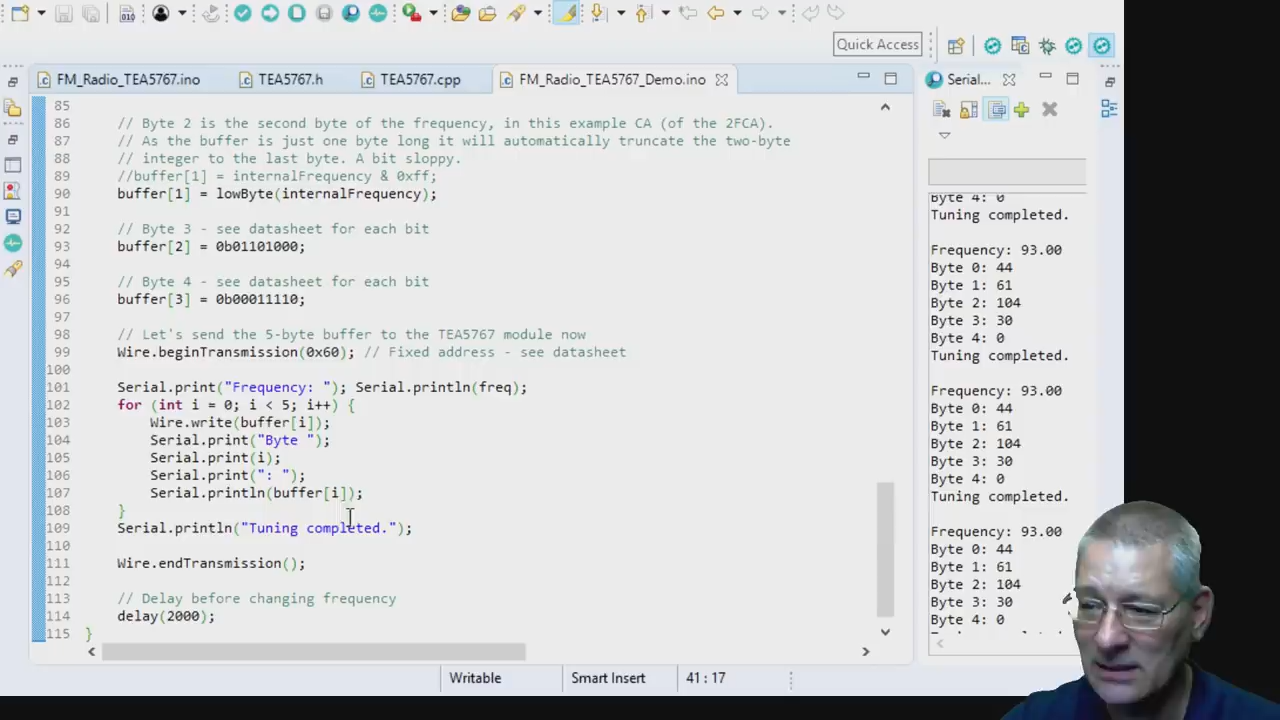 Quick Access
FM_Radio_TEA5767.ino
TEA5767.h
TEA5767.cpp
FM_Radio_TEA5767_Demo.ino
Serial...
85
86 // Byte 2 is the second byte of the frequency, in this example CA (of the 2FCA).
87 // As the buffer is just one byte long it will automatically truncate the two-byte
88 // integer to the last byte. A bit sloppy.
89 //buffer[1] = internalFrequency & 0xff;
90 buffer[1] = lowByte(internalFrequency);
91
92 // Byte 3 - see datasheet for each bit
93 buffer[2] = 0b01101000;
94
95 // Byte 4 - see datasheet for each bit
96 buffer[3] = 0b00011110;
97
98 // Let's send the 5-byte buffer to the TEA5767 module now
99 Wire.beginTransmission(0x60); // Fixed address - see datasheet
100
101 Serial.print("Frequency: "); Serial.println(freq);
102 for (int i = 0; i < 5; i++) {
103 Wire.write(buffer[i]);
104 Serial.print("Byte ");
105 Serial.print(i);
106 Serial.print(": ");
107 Serial.println(buffer[i]);
108 }
109 Serial.println("Tuning completed.");
110
111 Wire.endTransmission();
112
113 // Delay before changing frequency
114 delay(2000);
115 }
Byte 4: 0
Tuning completed.
Frequency: 93.00
Byte 0: 44
Byte 1: 61
Byte 2: 104
Byte 3: 30
Byte 4: 0
Tuning completed.
Frequency: 93.00
Byte 0: 44
Byte 1: 61
Byte 2: 104
Byte 3: 30
Byte 4: 0
Tuning completed.
Frequency: 93.00
Byte 0: 44
Byte 1: 61
Byte 2: 104
Byte 3: 30
Byte 4: 0
Writable
Smart Insert
41 : 17